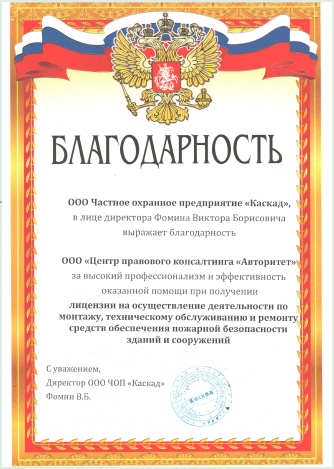 БЛАГОДАРНОСТЬ
ООО Частное охранное предприятие «Каскад»,
в лице директора Фомина Виктора Борисовича
выражает благодарность
ООО «Центр правового консалтинга «Авторитет»
за высокий профессионализм и эффективность
оказанной помощи при получении
лицензии на осуществление деятельности по
монтажу, техническому обслуживанию и ремонту
средств обеспечения пожарной безопасности
зданий и сооружений
С уважением,
Директор ООО ЧОП «Каскад»
Фомин В.Б.
Каскад